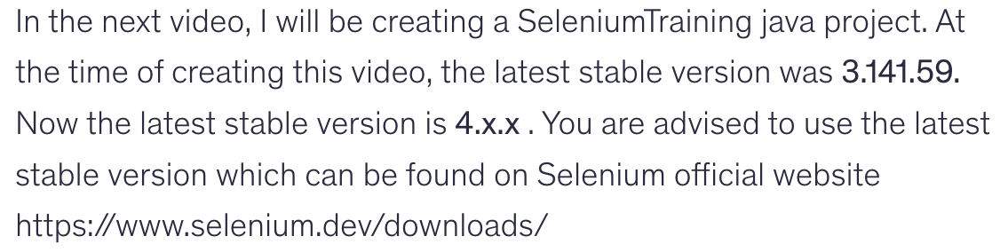 In the next video, I will be creating a SeleniumTraining java project. At
the time of creating this video, the latest stable version was 3.141.59.
Now the latest stable version is 4.x.x . You are advised to use the latest
stable version which can be found on Selenium official website
https://www.selenium.dev/downloads/